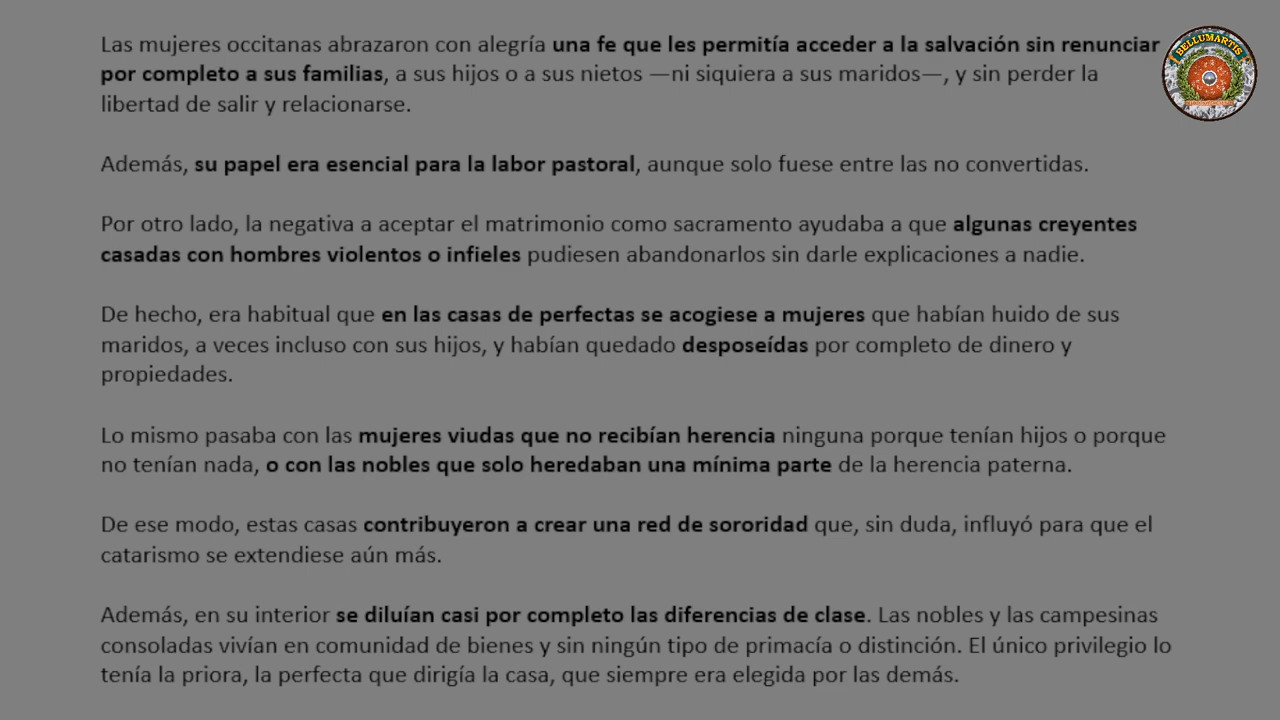 Las mujeres occitanas abrazaron con alegría una fe que les permitía acceder a la salvación sin renunciar
por completo a sus familias, a sus hijos o a sus nietos —ni siquiera a sus maridos—, y sin perder la
libertad de salir y relacionarse.
Además, su papel era esencial para la labor pastoral, aunque solo fuese entre las no convertidas.
Por otro lado, la negativa a aceptar el matrimonio como sacramento ayudaba a que algunas creyentes
casadas con hombres violentos o infieles pudiesen abandonarlos sin darle explicaciones a nadie.
De hecho, era habitual que en las casas de perfectas se acogiese a mujeres que habían huido de sus
maridos, a veces incluso con sus hijos, y habían quedado desposeídas por completo de dinero y
propiedades.
Lo mismo pasaba con las mujeres viudas que no recibían herencia ninguna porque tenían hijos o porque
no tenían nada, o con las nobles que solo heredaban una mínima parte de la herencia paterna.
De ese modo, estas casas contribuyeron a crear una red de sororidad que, sin duda, influyó para que el
catarismo se extendiese aún más.
Además, en su interior se diluían casi por completo las diferencias de clase. Las nobles y las campesinas
consoladas vivían en comunidad de bienes y sin ningún tipo de primacía o distinción. El único privilegio lo
tenía la priora, la perfecta que dirigía la casa, que siempre era elegida por las demás.
BELLUMARTIS